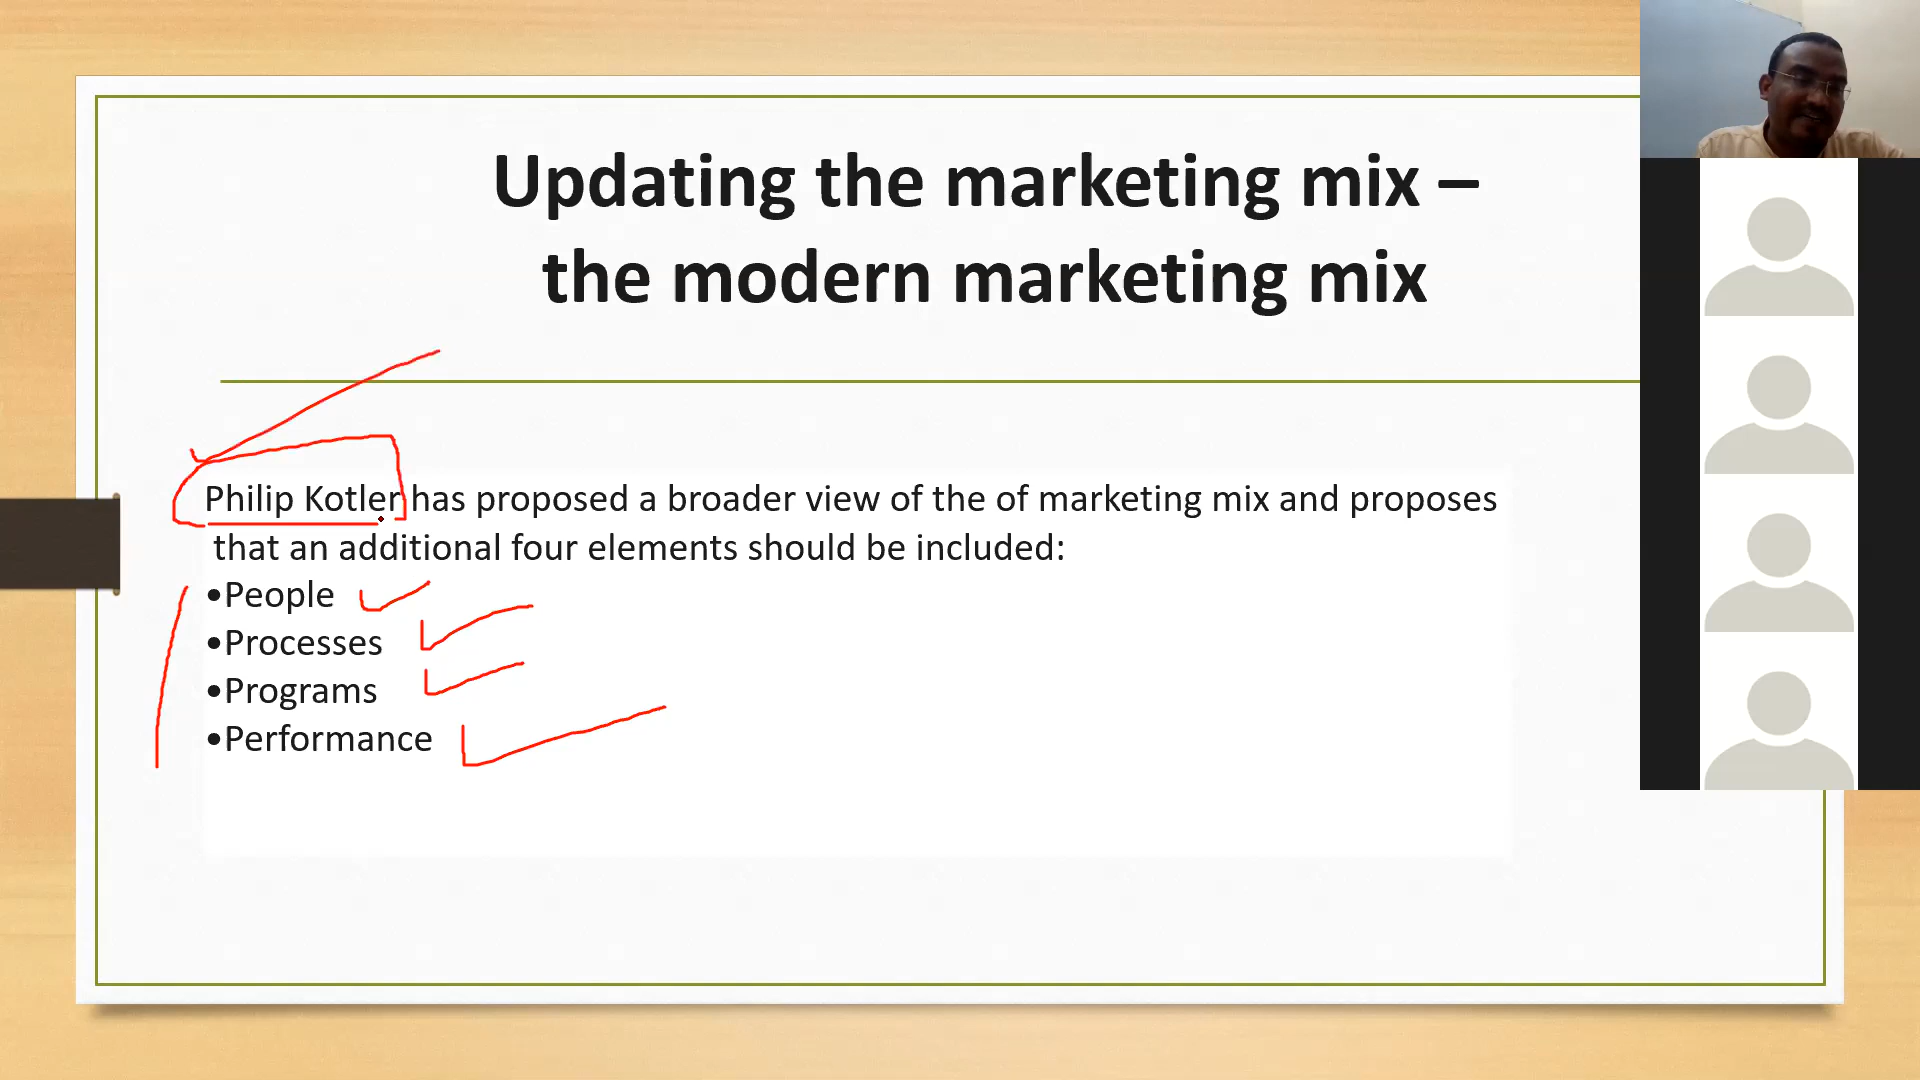 Updating the marketing mix –
the modern marketing mix
Philip Kotler has proposed a broader view of the of marketing mix and proposes
that an additional four elements should be included:
•People
•Processes
•Programs
•Performance